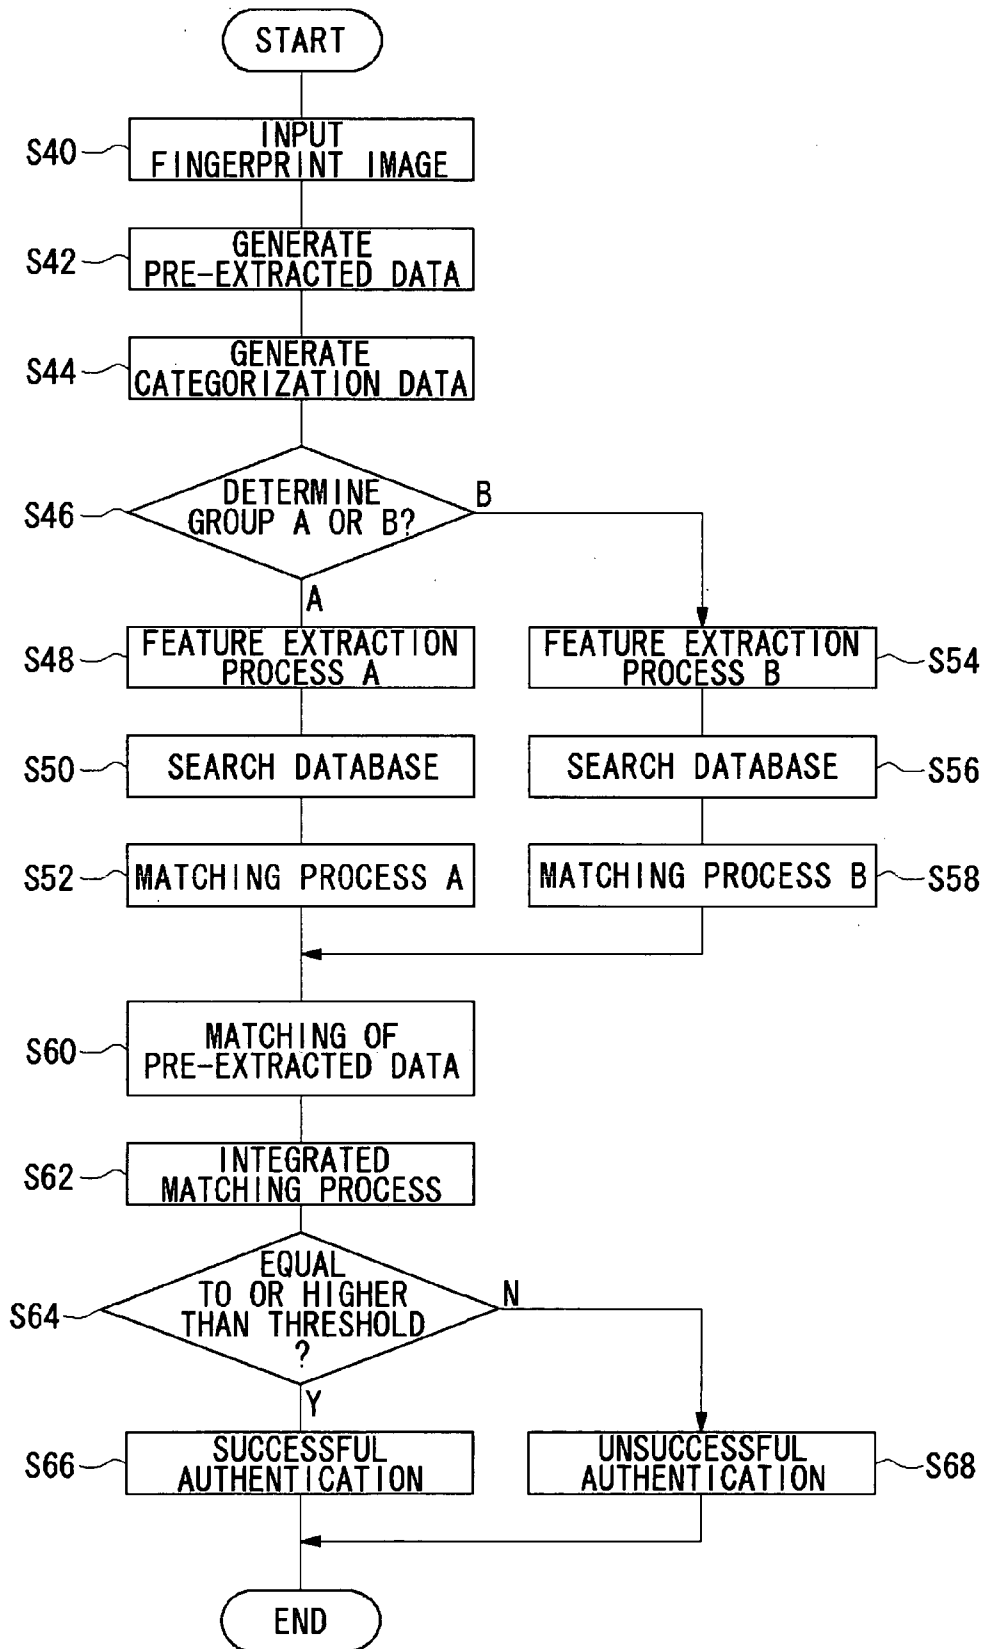 START
S40
INPUT
FINGERPRINT IMAGE
S42
GENERATE
PRE-EXTRACTED DATA
S44
GENERATE
CATEGORIZATION DATA
S46
DETERMINE
GROUP A OR B?
B
A
S48
FEATURE EXTRACTION
PROCESS A
FEATURE EXTRACTION
PROCESS B
S54
S50
SEARCH DATABASE
SEARCH DATABASE
S56
S52
MATCHING PROCESS A
MATCHING PROCESS B
S58
S60
MATCHING OF
PRE-EXTRACTED DATA
S62
INTEGRATED
MATCHING PROCESS
S64
EQUAL
TO OR HIGHER
THAN THRESHOLD
?
N
Y
S66
SUCCESSFUL
AUTHENTICATION
UNSUCCESSFUL
AUTHENTICATION
S68
END